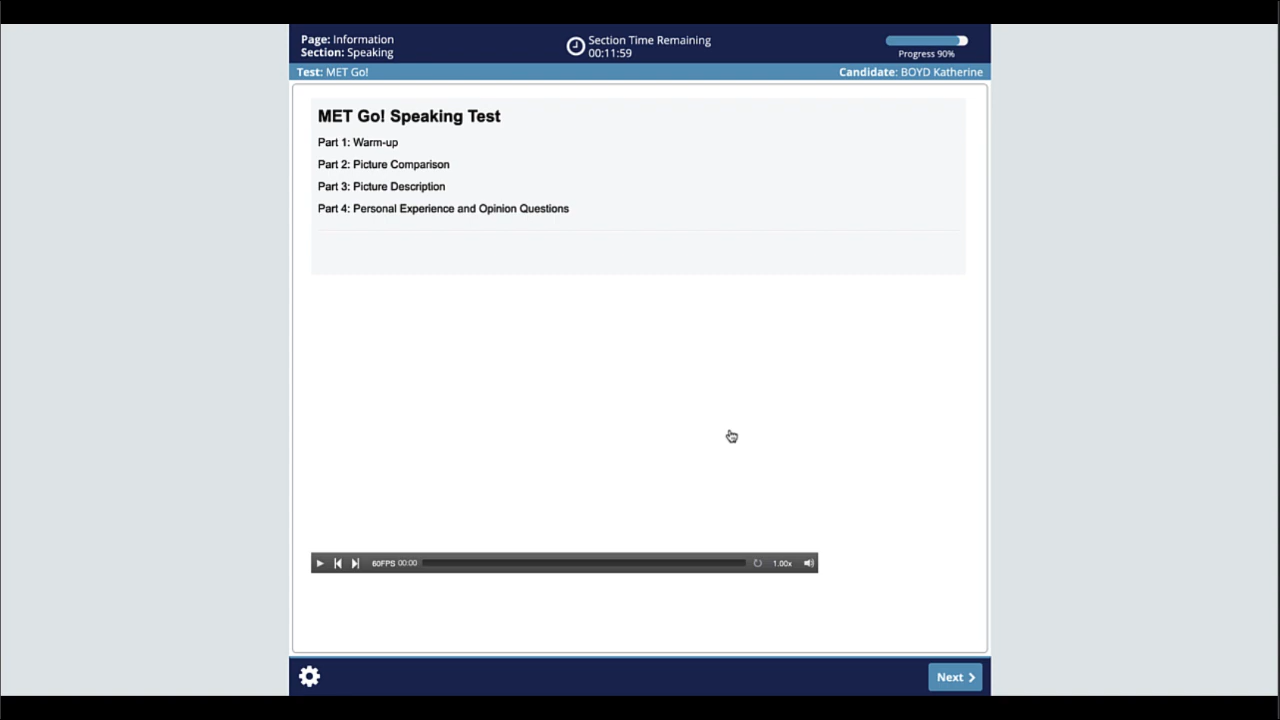 Page: Information
Section: Speaking
Section Time Remaining
00:11:59
Progress 90%
Test: MET Go!
Candidate: BOYD Katherine
MET Go! Speaking Test
Part 1: Warm-up
Part 2: Picture Comparison
Part 3: Picture Description
Part 4: Personal Experience and Opinion Questions
60FPS 00:00
1.00x
Next